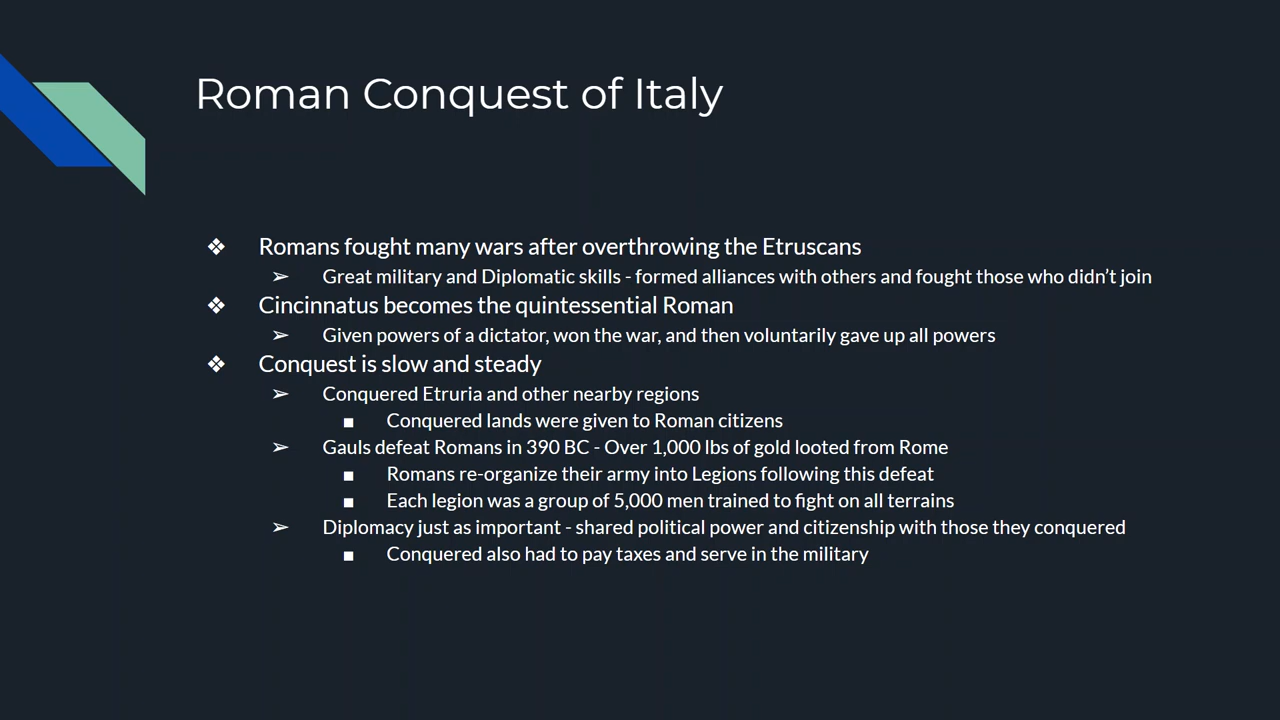 Roman Conquest of Italy
❖ Romans fought many wars after overthrowing the Etruscans
➢ Great military and Diplomatic skills - formed alliances with others and fought those who didn’t join
❖ Cincinnatus becomes the quintessential Roman
➢ Given powers of a dictator, won the war, and then voluntarily gave up all powers
❖ Conquest is slow and steady
➢ Conquered Etruria and other nearby regions
■ Conquered lands were given to Roman citizens
➢ Gauls defeat Romans in 390 BC - Over 1,000 lbs of gold looted from Rome
■ Romans re-organize their army into Legions following this defeat
■ Each legion was a group of 5,000 men trained to fight on all terrains
➢ Diplomacy just as important - shared political power and citizenship with those they conquered
■ Conquered also had to pay taxes and serve in the military